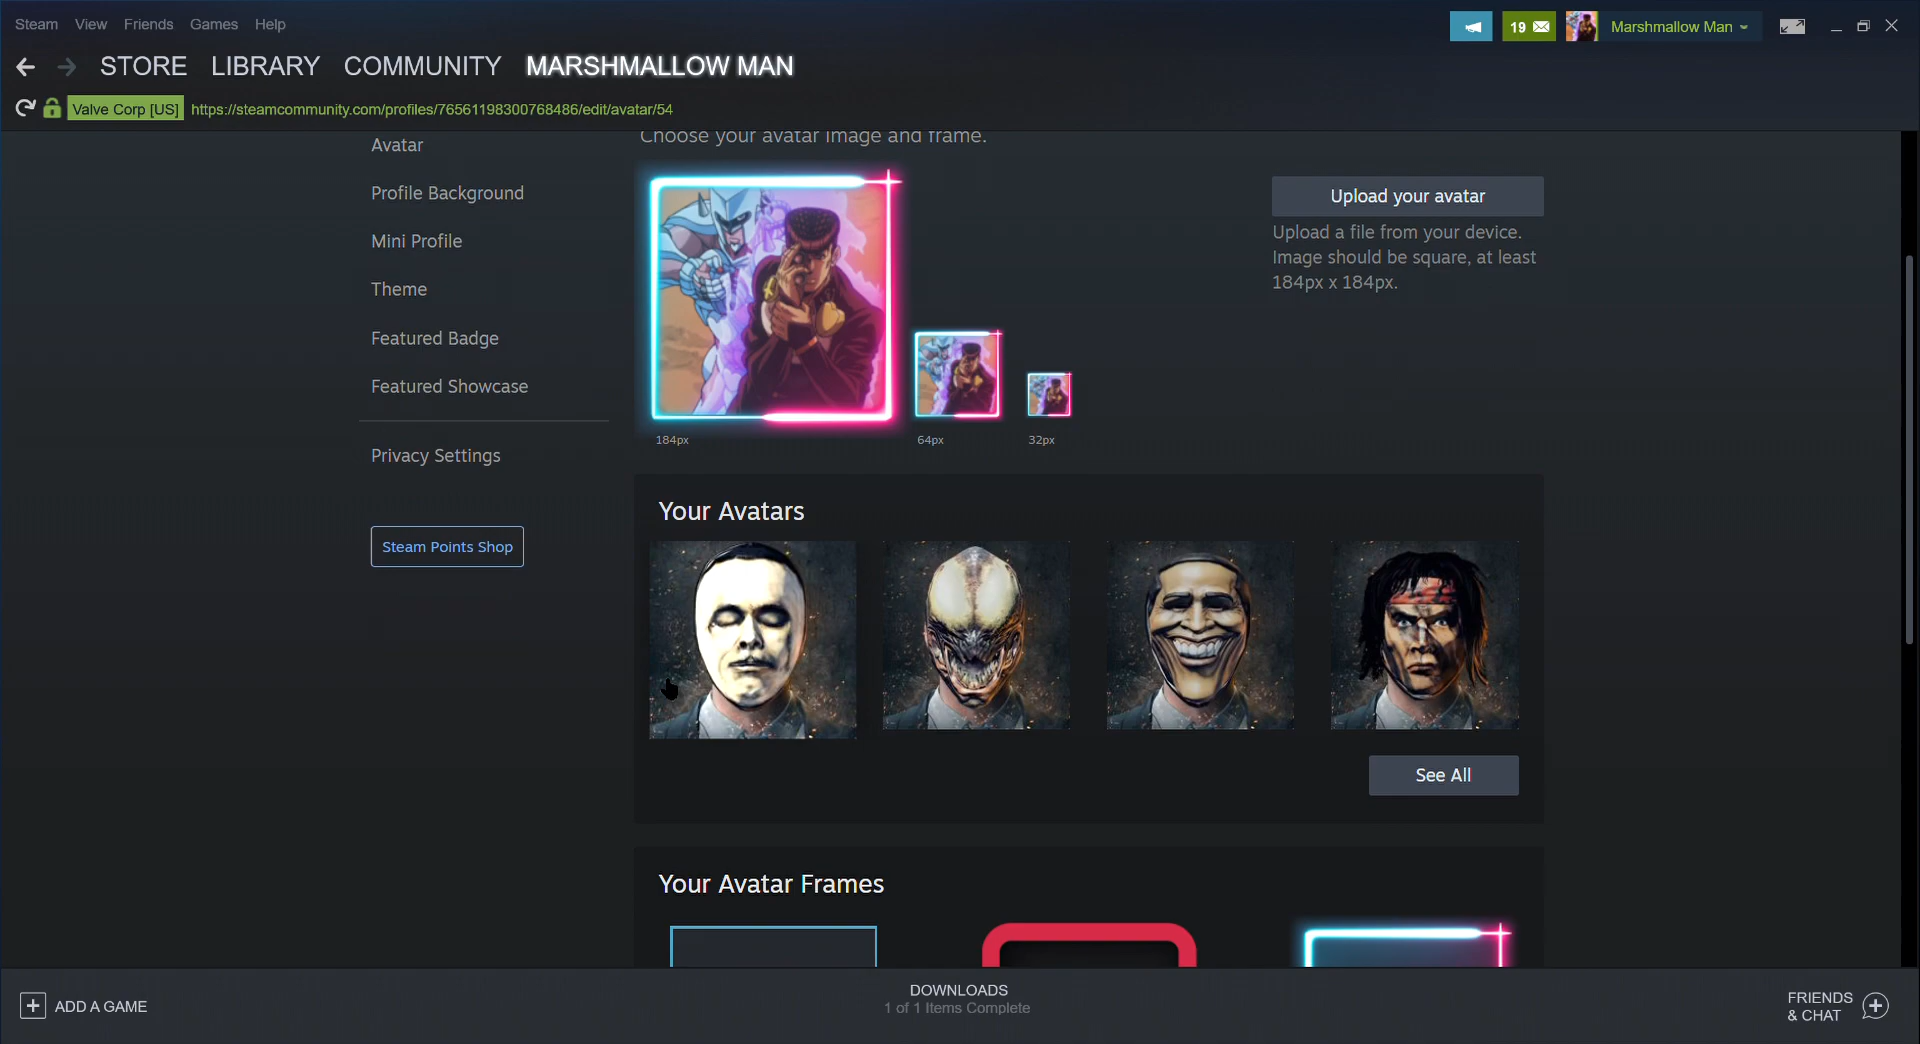 Steam View Friends Games Help
19
Marshmallow Man
STORE LIBRARY COMMUNITY MARSHMALLOW MAN
Valve Corp [US] https://steamcommunity.com/profiles/76561198300768486/edit/avatar/54
Avatar
Profile Background
Mini Profile
Theme
Featured Badge
Featured Showcase
Privacy Settings
Steam Points Shop
Choose your avatar image and frame.
184px
64px
32px
Upload your avatar
Upload a file from your device.
Image should be square, at least
184px x 184px.
Your Avatars
See All
Your Avatar Frames
ADD A GAME
DOWNLOADS
1 of 1 Items Complete
FRIENDS
& CHAT